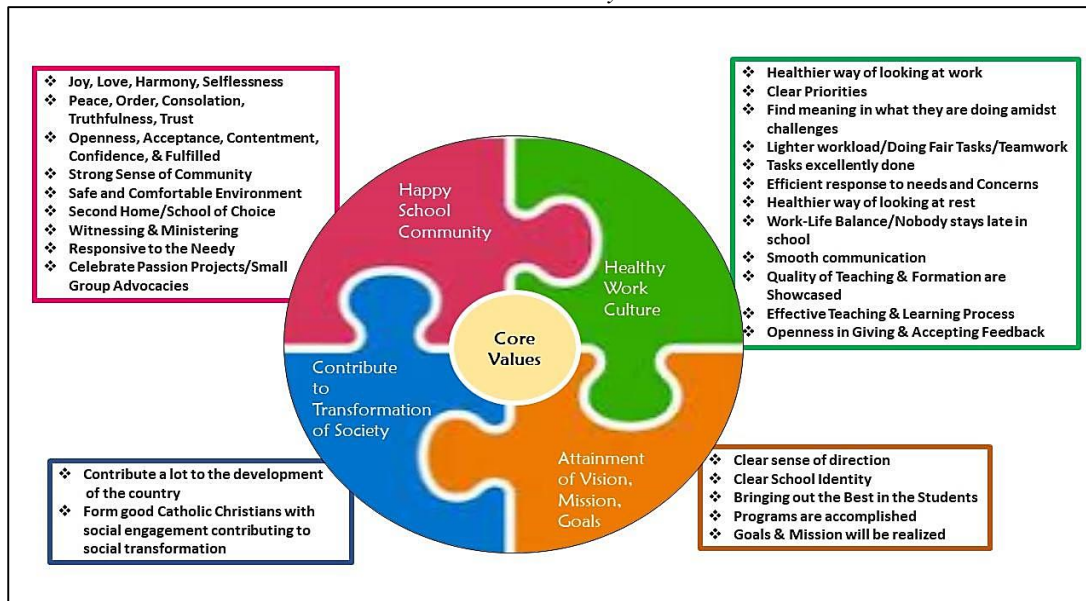 ❖ Joy, Love, Harmony, Selflessness
❖ Peace, Order, Consolation,
Truthfulness, Trust
❖ Openness, Acceptance, Contentment,
Confidence, & Fulfilled
❖ Strong Sense of Community
❖ Safe and Comfortable Environment
❖ Second Home/School of Choice
❖ Witnessing & Ministering
❖ Responsive to the Needy
❖ Celebrate Passion Projects/Small
Group Advocacies
❖ Healthier way of looking at work
❖ Clear Priorities
❖ Find meaning in what they are doing amidst
challenges
❖ Lighter workload/Doing Fair Tasks/Teamwork
❖ Tasks excellently done
❖ Efficient response to needs and Concerns
❖ Healthier way of looking at rest
❖ Work-Life Balance/Nobody stays late in
school
❖ Smooth communication
❖ Quality of Teaching & Formation are
Showcased
❖ Effective Teaching & Learning Process
❖ Openness in Giving & Accepting Feedback
Happy
School
Community
Healthy
Work
Culture
Core
Values
Contribute
to
Transformation
of Society
Attainment
of Vision,
Mission,
Goals
❖ Contribute a lot to the development
of the country
❖ Form good Catholic Christians with
social engagement contributing to
social transformation
❖ Clear sense of direction
❖ Clear School Identity
❖ Bringing out the Best in the Students
❖ Programs are accomplished
❖ Goals & Mission will be realized